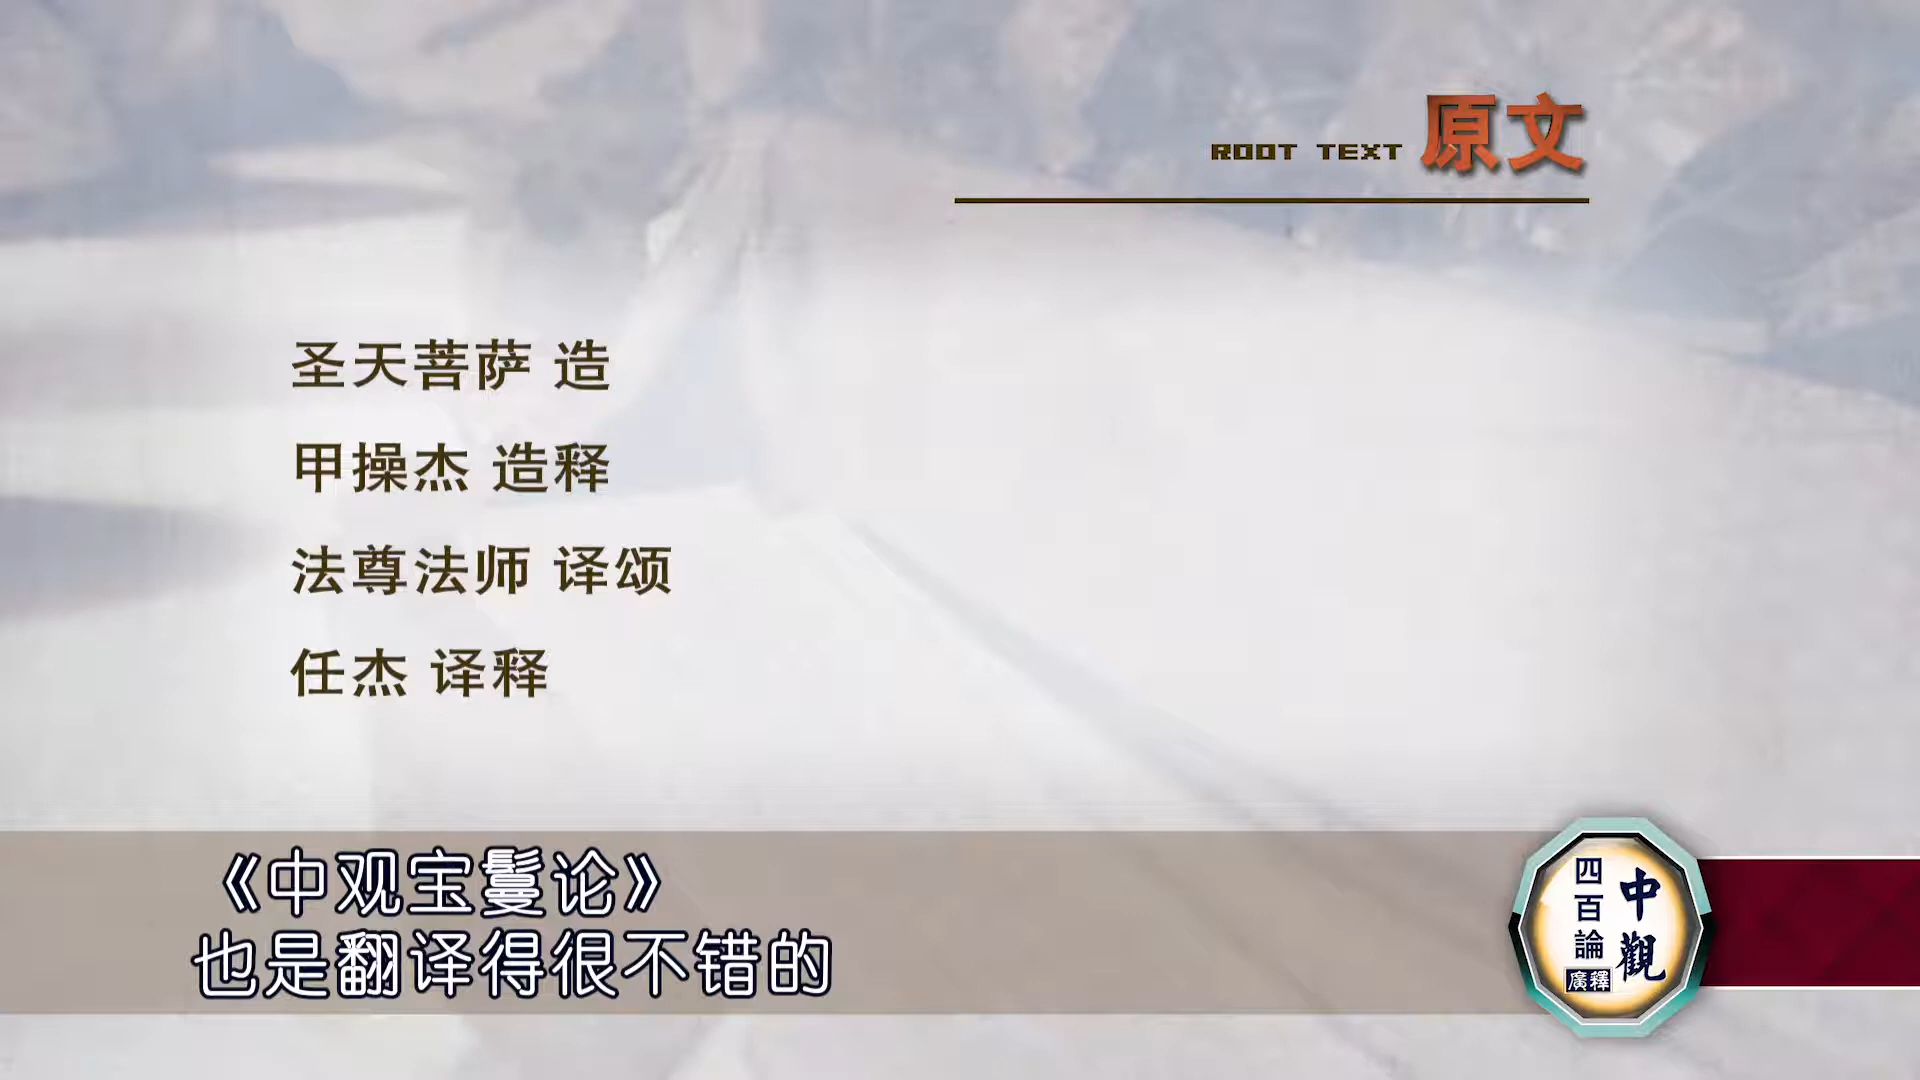 ROOT TEXT 原文
圣天菩萨 造
甲操杰 造释
法尊法师 译颂
任杰 译释
《中观宝鬘论》
也是翻译得很不错的
中觀
四百論
廣釋